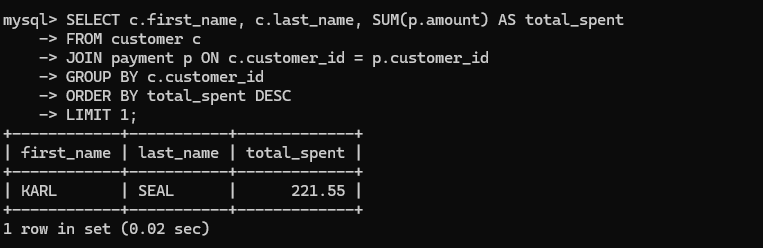 mysql> SELECT c.first_name, c.last_name, SUM(p.amount) AS total_spent
    -> FROM customer c
    -> JOIN payment p ON c.customer_id = p.customer_id
    -> GROUP BY c.customer_id
    -> ORDER BY total_spent DESC
    -> LIMIT 1;
+------------+-----------+-------------+
| first_name | last_name | total_spent |
+------------+-----------+-------------+
| KARL       | SEAL      |      221.55 |
+------------+-----------+-------------+
1 row in set (0.02 sec)